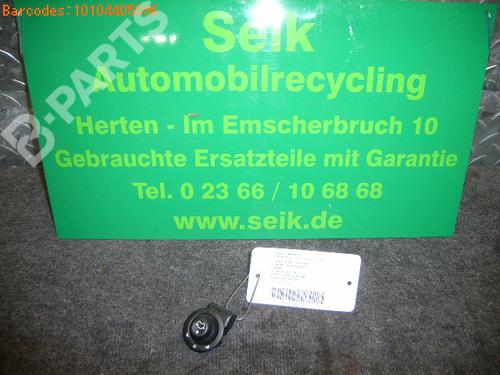 Barcodes:10104405
B-PARTS
Seik
Automobilrecycling
Herten - Im Emscherbruch 10
Gebrauchte Ersatzteile mit Garantie
Tel. 0 23 66 / 10 68 68
www.seik.de